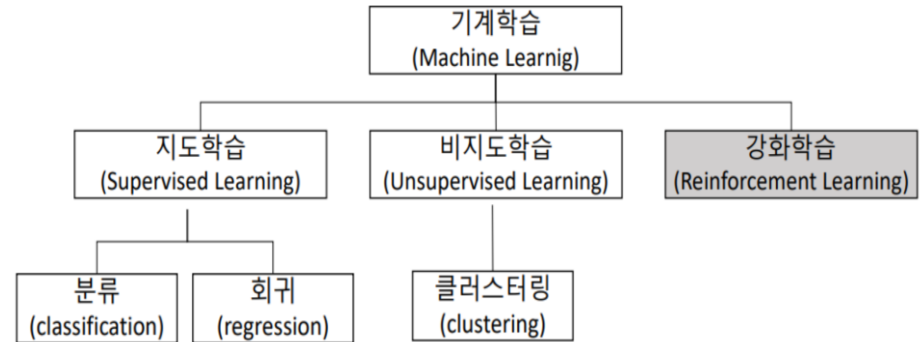 기계학습
(Machine Learnig)
지도학습
(Supervised Learning)
비지도학습
(Unsupervised Learning)
강화학습
(Reinforcement Learning)
분류
(classification)
회귀
(regression)
클러스터링
(clustering)